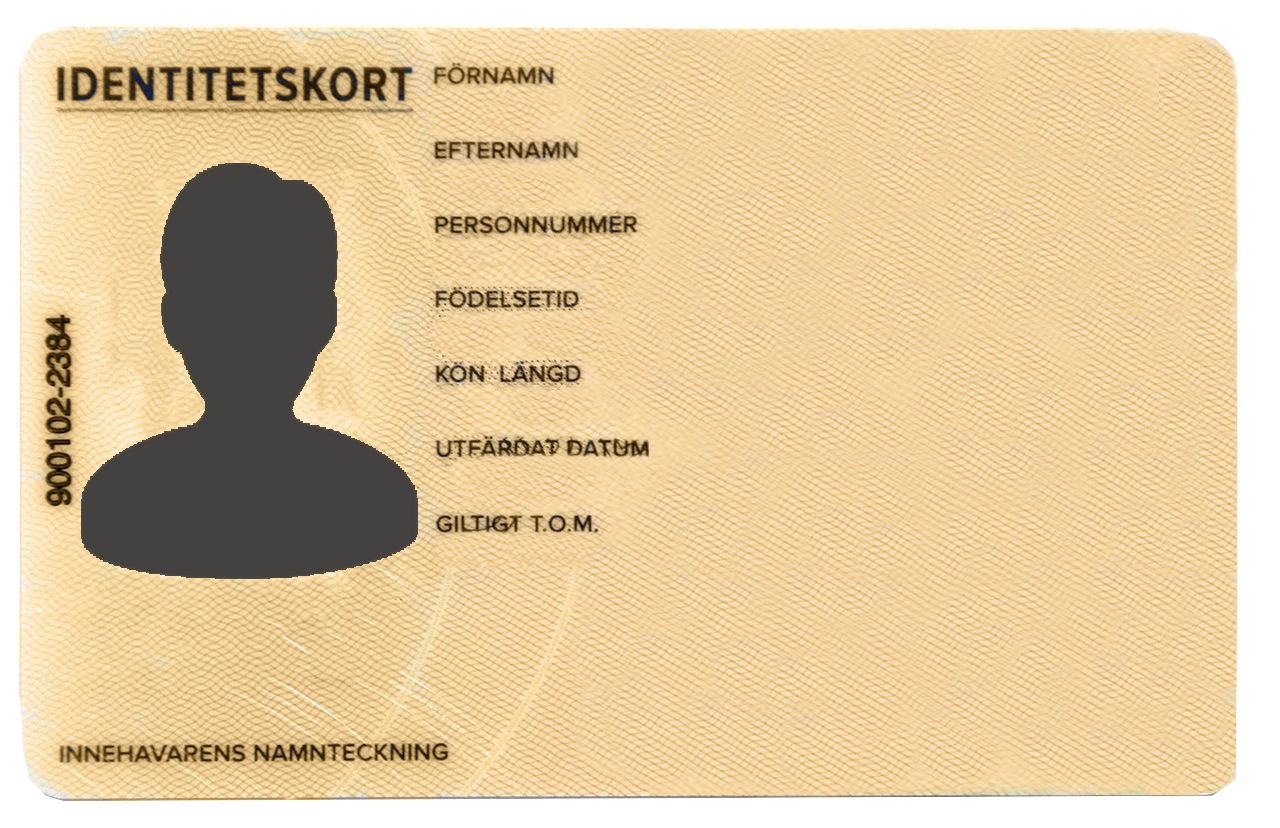 IDENTITETSKORT
FÖRNAMN
EFTERNAMN
PERSONNUMMER
FÖDELSETID
KÖN LÄNGD
UTFÄRDAT DATUM
GILTIGT T.O.M.
900102-2384
INNEHAVARENS NAMNTECKNING